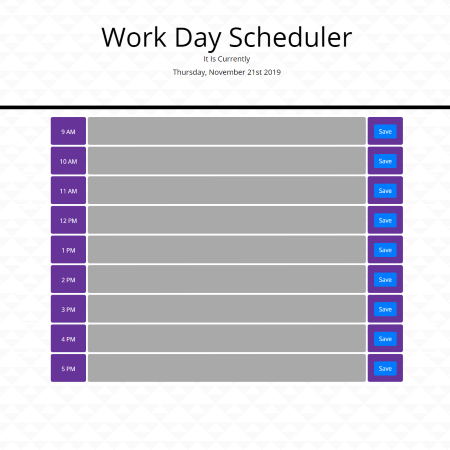 Work Day Scheduler
It Is Currently
Thursday, November 21st 2019
9 AM Save
10 AM Save
11 AM Save
12 PM Save
1 PM Save
2 PM Save
3 PM Save
4 PM Save
5 PM Save